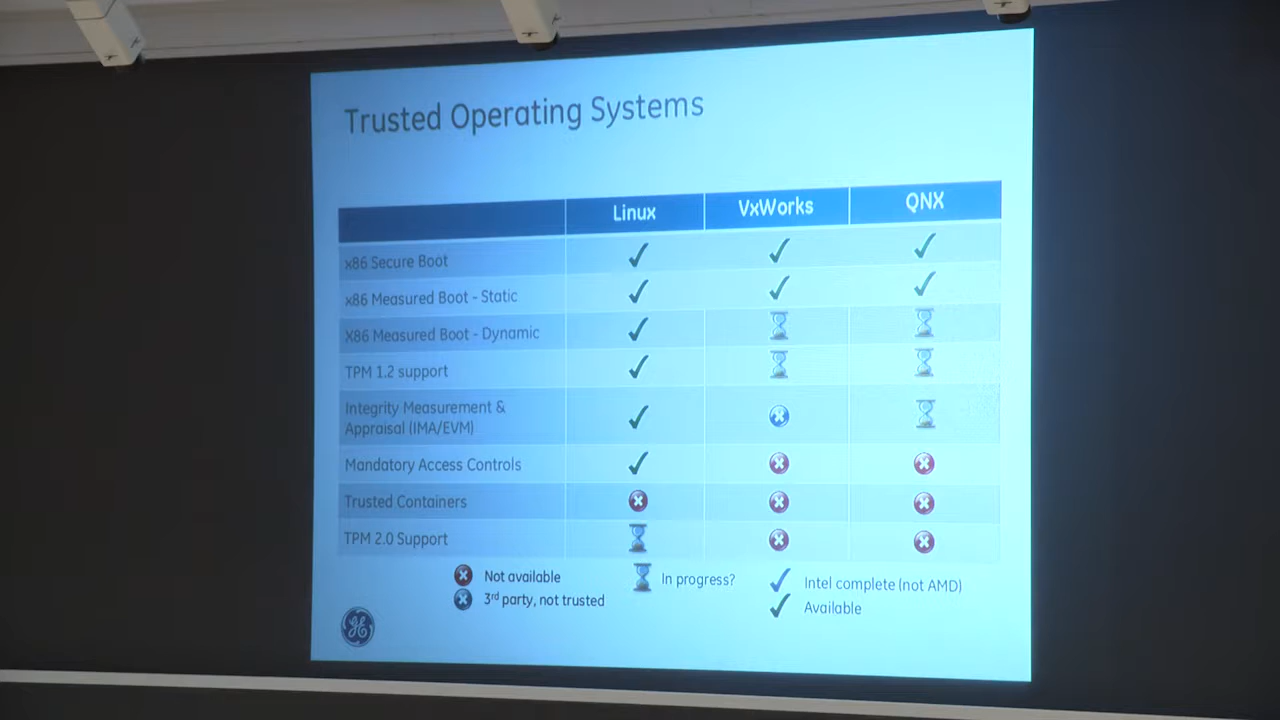 Trusted Operating Systems
Linux VxWorks QNX
x86 Secure Boot
x86 Measured Boot - Static
X86 Measured Boot - Dynamic
TPM 1.2 support
Integrity Measurement &
Appraisal (IMA/EVM)
Mandatory Access Controls
Trusted Containers
TPM 2.0 Support
Not available
3rd party, not trusted
In progress?
Intel complete (not AMD)
Available
GE